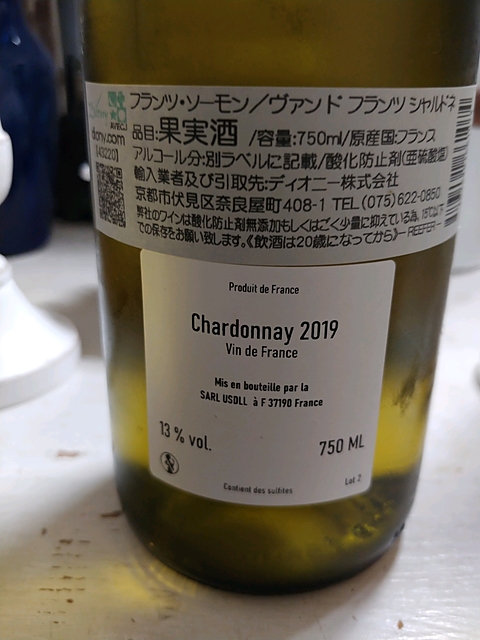 フランツ・ソーモン／ヴァンド フランツ シャルドネ
AVEC
diony.com
[43220]
品目:果実酒 /容量:750ml/原産国:フランス
アルコール分:別ラベルに記載/酸化防止剤(亜硫酸塩)
輸入業者及び引取先:ディオニー株式会社
京都市伏見区奈良屋町408-1 TEL.(075)622-0850
弊社のワインは酸化防止剤無添加もしくはごく少量に抑えている為、15℃以下
での保存をお願い致します。《飲酒は20歳になってから》－REEFER－
Produit de France
Chardonnay 2019
Vin de France
Mis en bouteille par la
SARL USDLL à F 37190 France
13 % vol.
750 ML
Lot 2
Contient des sulfites